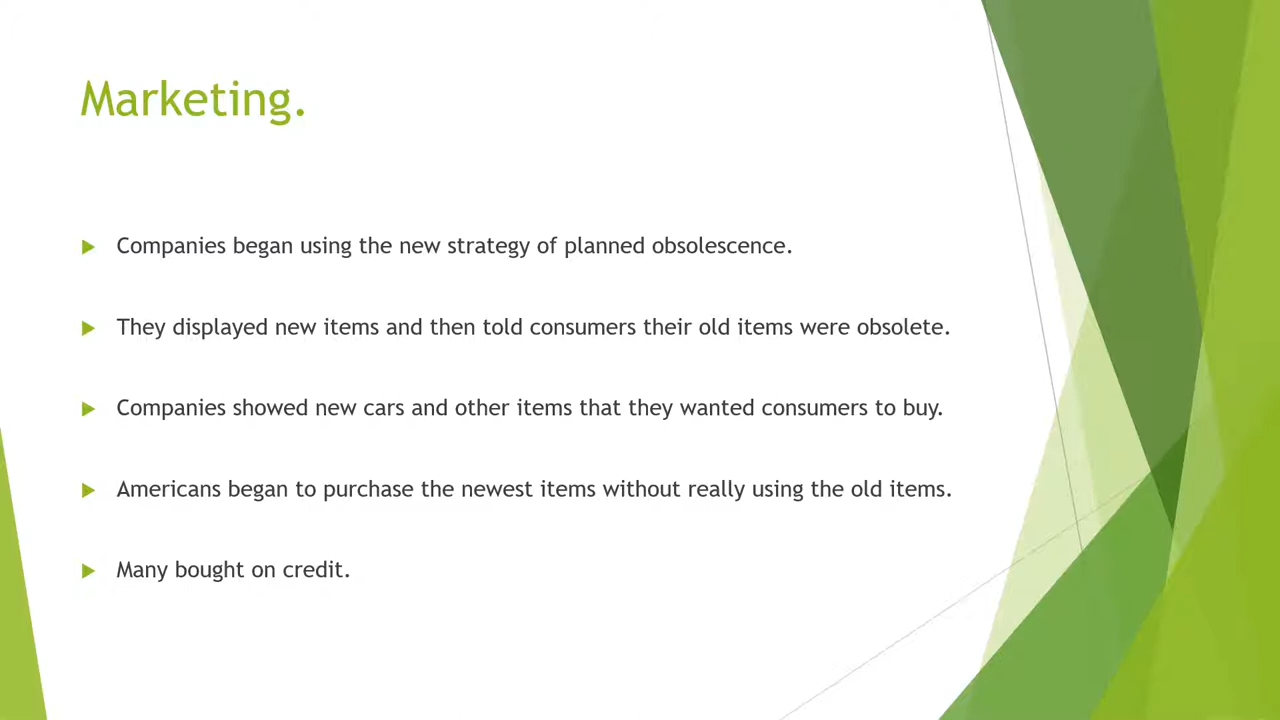 Marketing.
Companies began using the new strategy of planned obsolescence.
They displayed new items and then told consumers their old items were obsolete.
Companies showed new cars and other items that they wanted consumers to buy.
Americans began to purchase the newest items without really using the old items.
Many bought on credit.